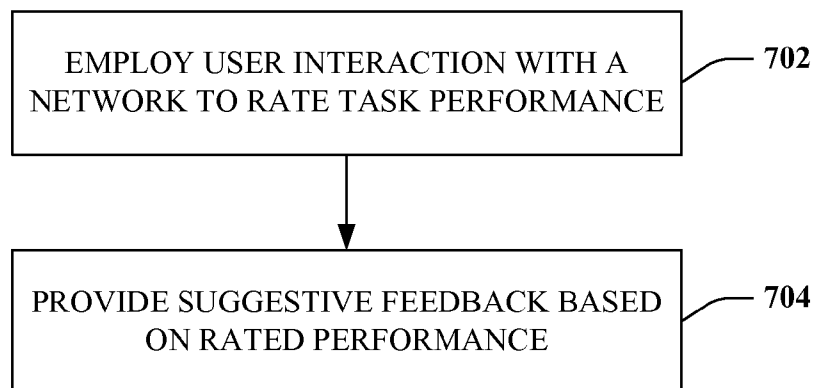 EMPLOY USER INTERACTION WITH A
NETWORK TO RATE TASK PERFORMANCE
702
PROVIDE SUGGESTIVE FEEDBACK BASED
ON RATED PERFORMANCE
704